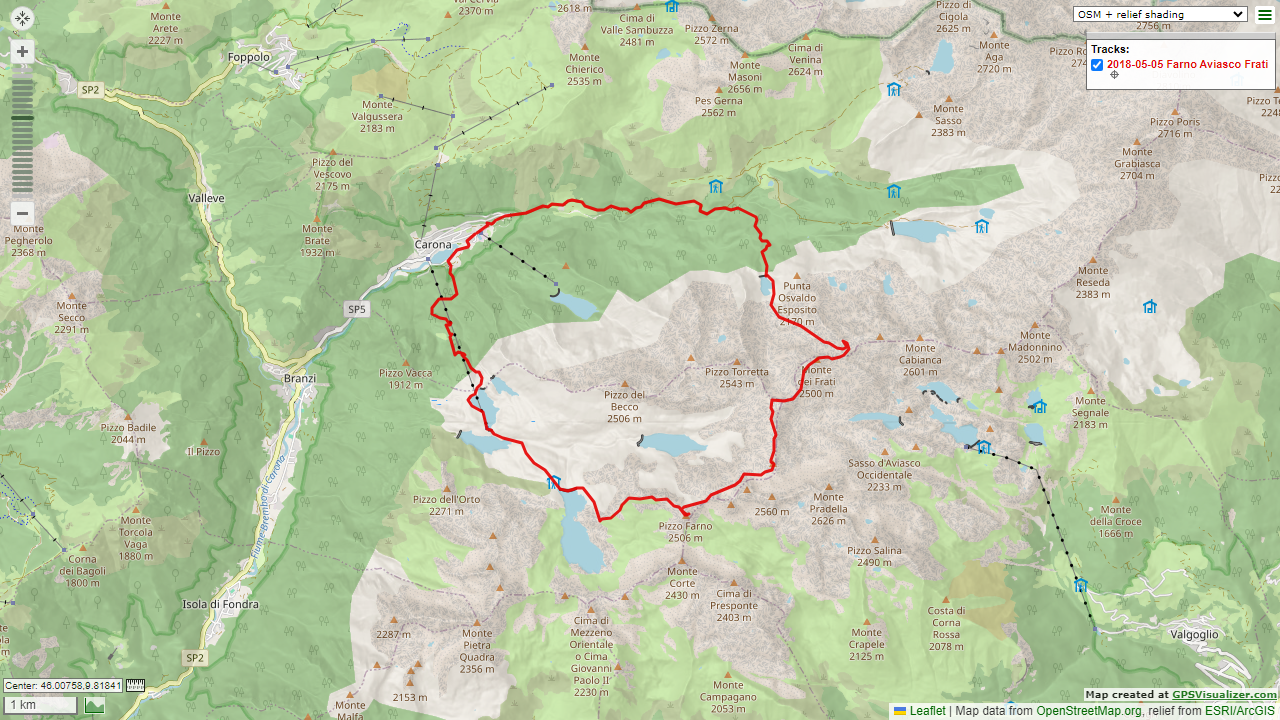 OSM + relief shading
Tracks:
2018-05-05 Farno Aviasco Frati
Monte
Arete
2227 m
2370 m
2618 m
Cima di
Valle Sambuzza
2481 m
Pizzo Zerna
2572 m
Pizzo di
Cigola
2625 m
Monte
Aga
2720 m
2756 m
Foppolo
SP2
Monte
Chierico
2535 m
Cima di
Venina
2624 m
Monte
Masoni
2656 m
Pes Gerna
2562 m
Monte
Valgussera
2183 m
Monte
Sasso
2383 m
Pizzo Poris
2716 m
Monte
Grabiasca
2704 m
Pizzo del
Vescovo
2175 m
Valleve
Monte
Pegherolo
2368 m
Monte
Brate
1932 m
Carona
Monte
Reseda
2383 m
Punta
Osvaldo
Esposito
2170 m
Monte
Secco
2291 m
SP5
Monte
Madonnino
2502 m
Monte
Cabianca
2601 m
Pizzo Vacca
1912 m
Branzi
Pizzo Torretta
2543 m
Monte
dei Frati
2500 m
Pizzo del
Becco
2506 m
Monte
Segnale
2183 m
Pizzo Badile
2044 m
Il Pizzo
Sasso d'Aviasco
Occidentale
2233 m
Fiume Brembo di Carona
Pizzo dell'Orto
2271 m
Monte
Pradella
2626 m
2560 m
Pizzo Farno
2506 m
Monte
della Croce
1666 m
Monte
Torcola
Vaga
1880 m
Corna
dei Bagoli
1800 m
Pizzo Salina
2490 m
Monte
Corte
2430 m
Cima di
Presponte
2403 m
Isola di Fondra
Costa di
Corna
Rossa
2078 m
Valgoglio
2287 m
Monte
Pietra
Quadra
2356 m
Cima di
Mezzeno
Orientale
o Cima
Giovanni
Paolo II
2230 m
Monte
Crapele
2125 m
SP2
2153 m
Monte
Campagano
2053 m
Monte
Malfa
Center: 46.00758,9.81841
1 km
Map created at GPSVisualizer.com
Leaflet | Map data from OpenStreetMap.org, relief from ESRI/ArcGIS